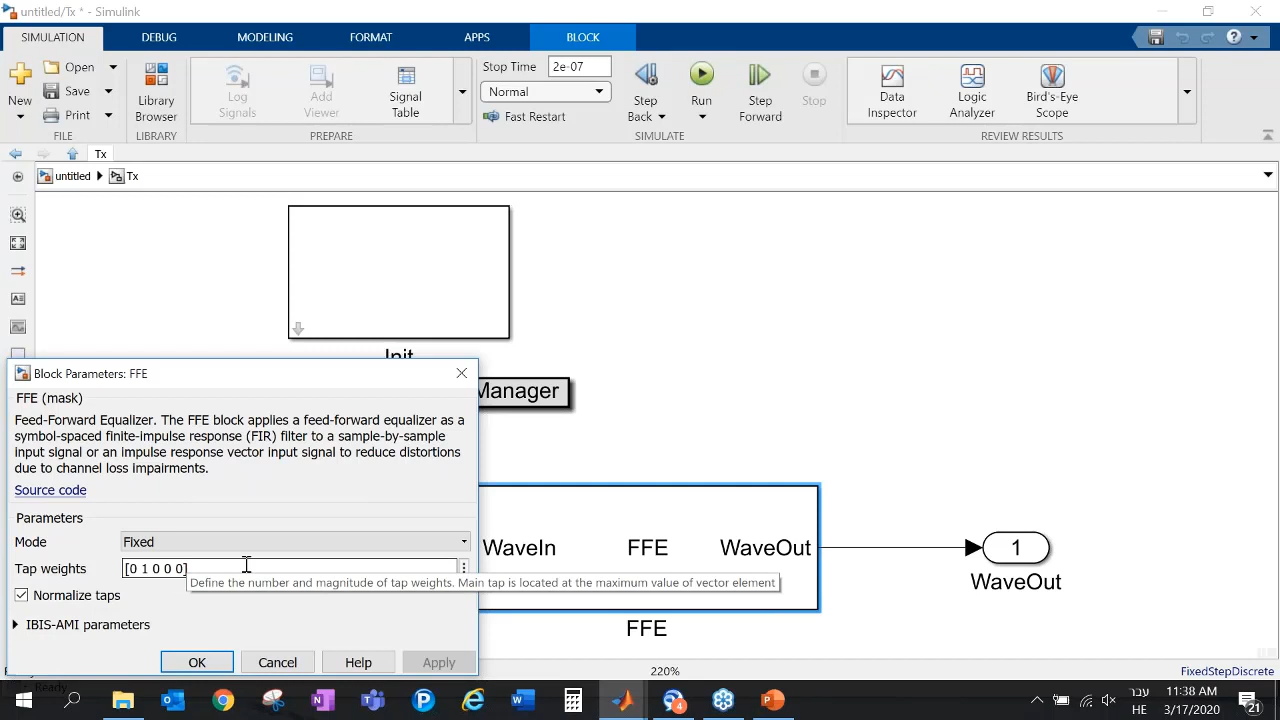 untitled/Tx * - Simulink
SIMULATION
DEBUG
MODELING
FORMAT
APPS
BLOCK
New
Open
Save
Print
FILE
Library
Browser
LIBRARY
Log
Signals
Add
Viewer
Signal
Table
PREPARE
Stop Time 2e-07
Normal
Fast Restart
Step
Back
Run
Step
Forward
Stop
SIMULATE
Data
Inspector
Logic
Analyzer
Bird's-Eye
Scope
REVIEW RESULTS
Tx
untitled Tx
Init
Manager
WaveIn FFE WaveOut
FFE
1
WaveOut
Block Parameters: FFE
FFE (mask)
Feed-Forward Equalizer. The FFE block applies a feed-forward equalizer as a
symbol-spaced finite-impulse response (FIR) filter to a sample-by-sample
input signal or an impulse response vector input signal to reduce distortions
due to channel loss impairments.
Source code
Parameters
Mode Fixed
Tap weights [0 1 0 0 0]
Define the number and magnitude of tap weights. Main tap is located at the maximum value of vector element
Normalize taps
IBIS-AMI parameters
OK
Cancel
Help
Apply
220%
FixedStepDiscrete
Ready
4
עבר
HE
11:38 AM
3/17/2020
21